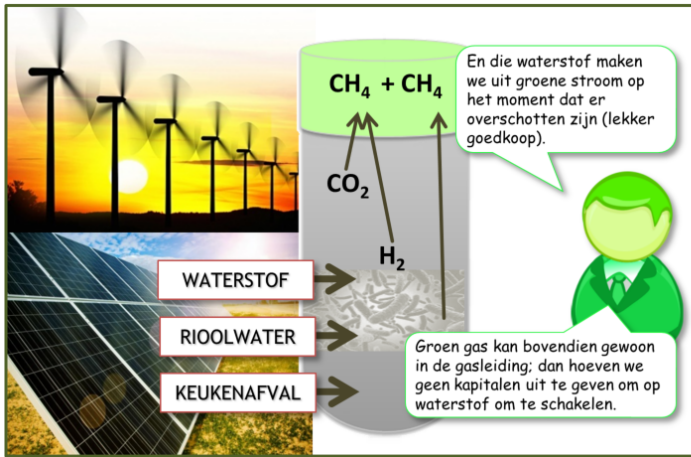 En die waterstof maken
we uit groene stroom op
het moment dat er
overschotten zijn (lekker
goedkoop).
CH₄ + CH₄
CO₂
H₂
WATERSTOF
RIOOLWATER
KEUKENAFVAL
Groen gas kan bovendien gewoon
in de gasleiding; dan hoeven we
geen kapitalen uit te geven om op
waterstof om te schakelen.